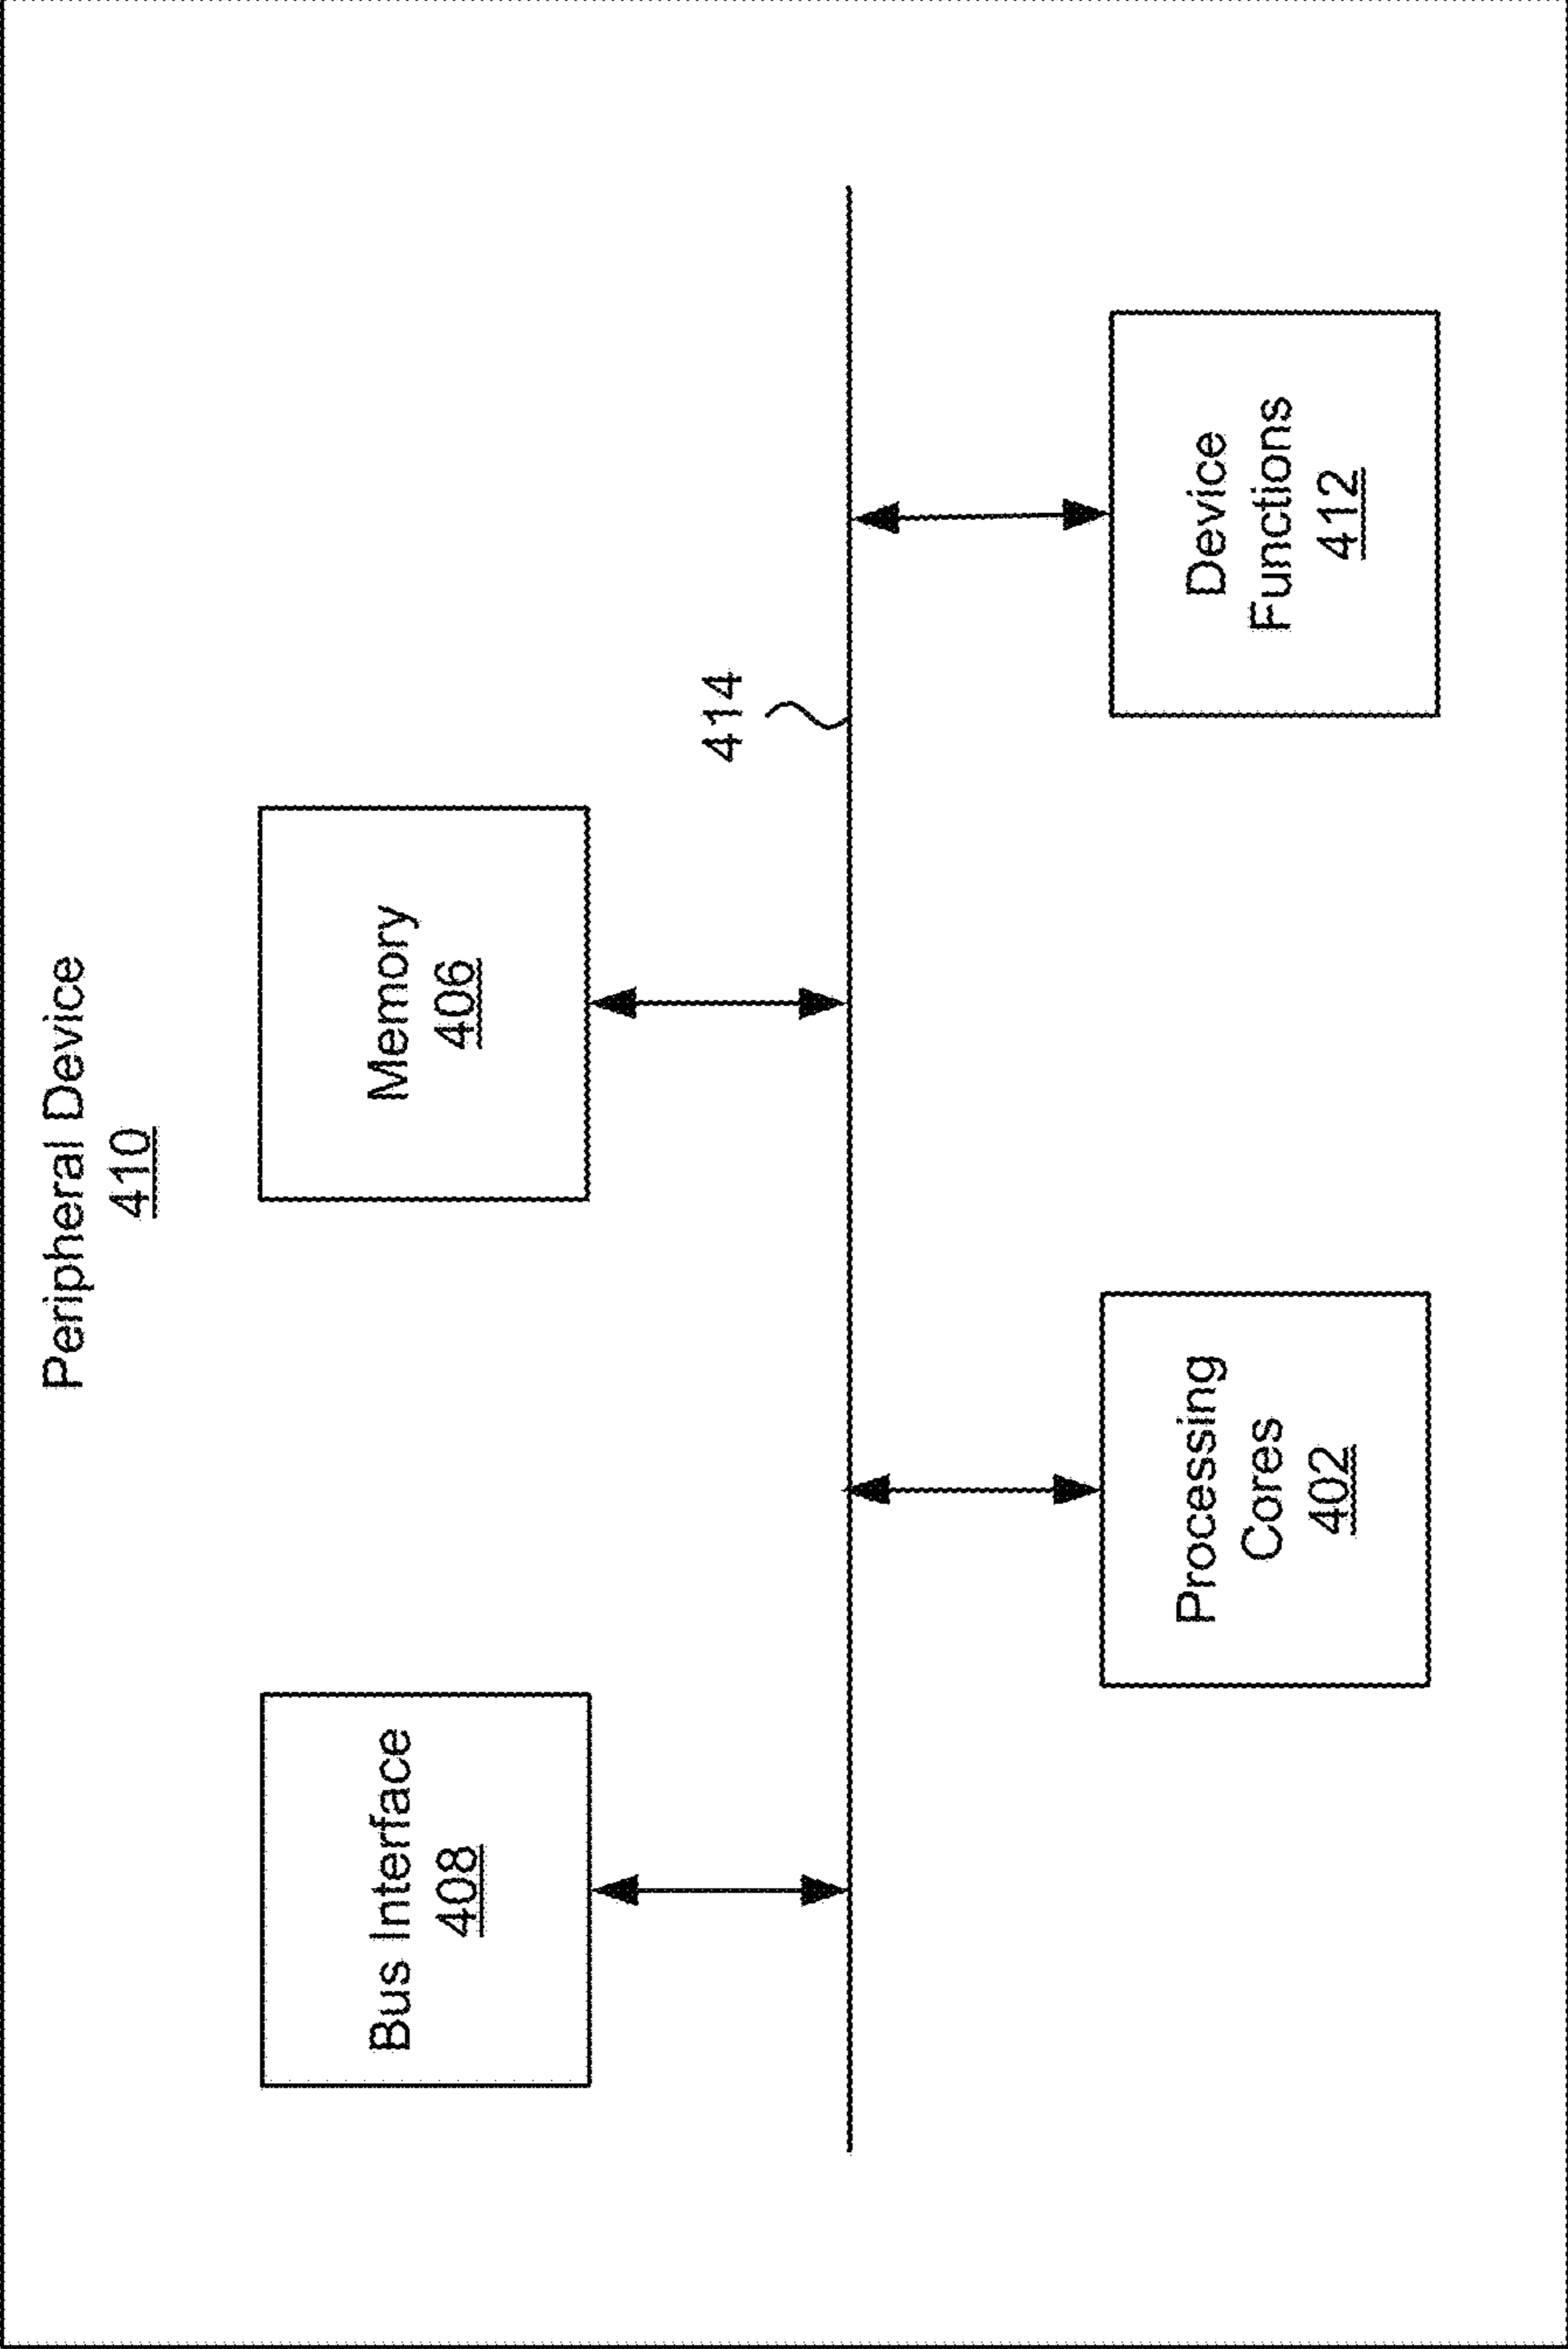 Peripheral Device
410
Bus Interface
408
Memory
406
414
Processing
Cores
402
Device
Functions
412